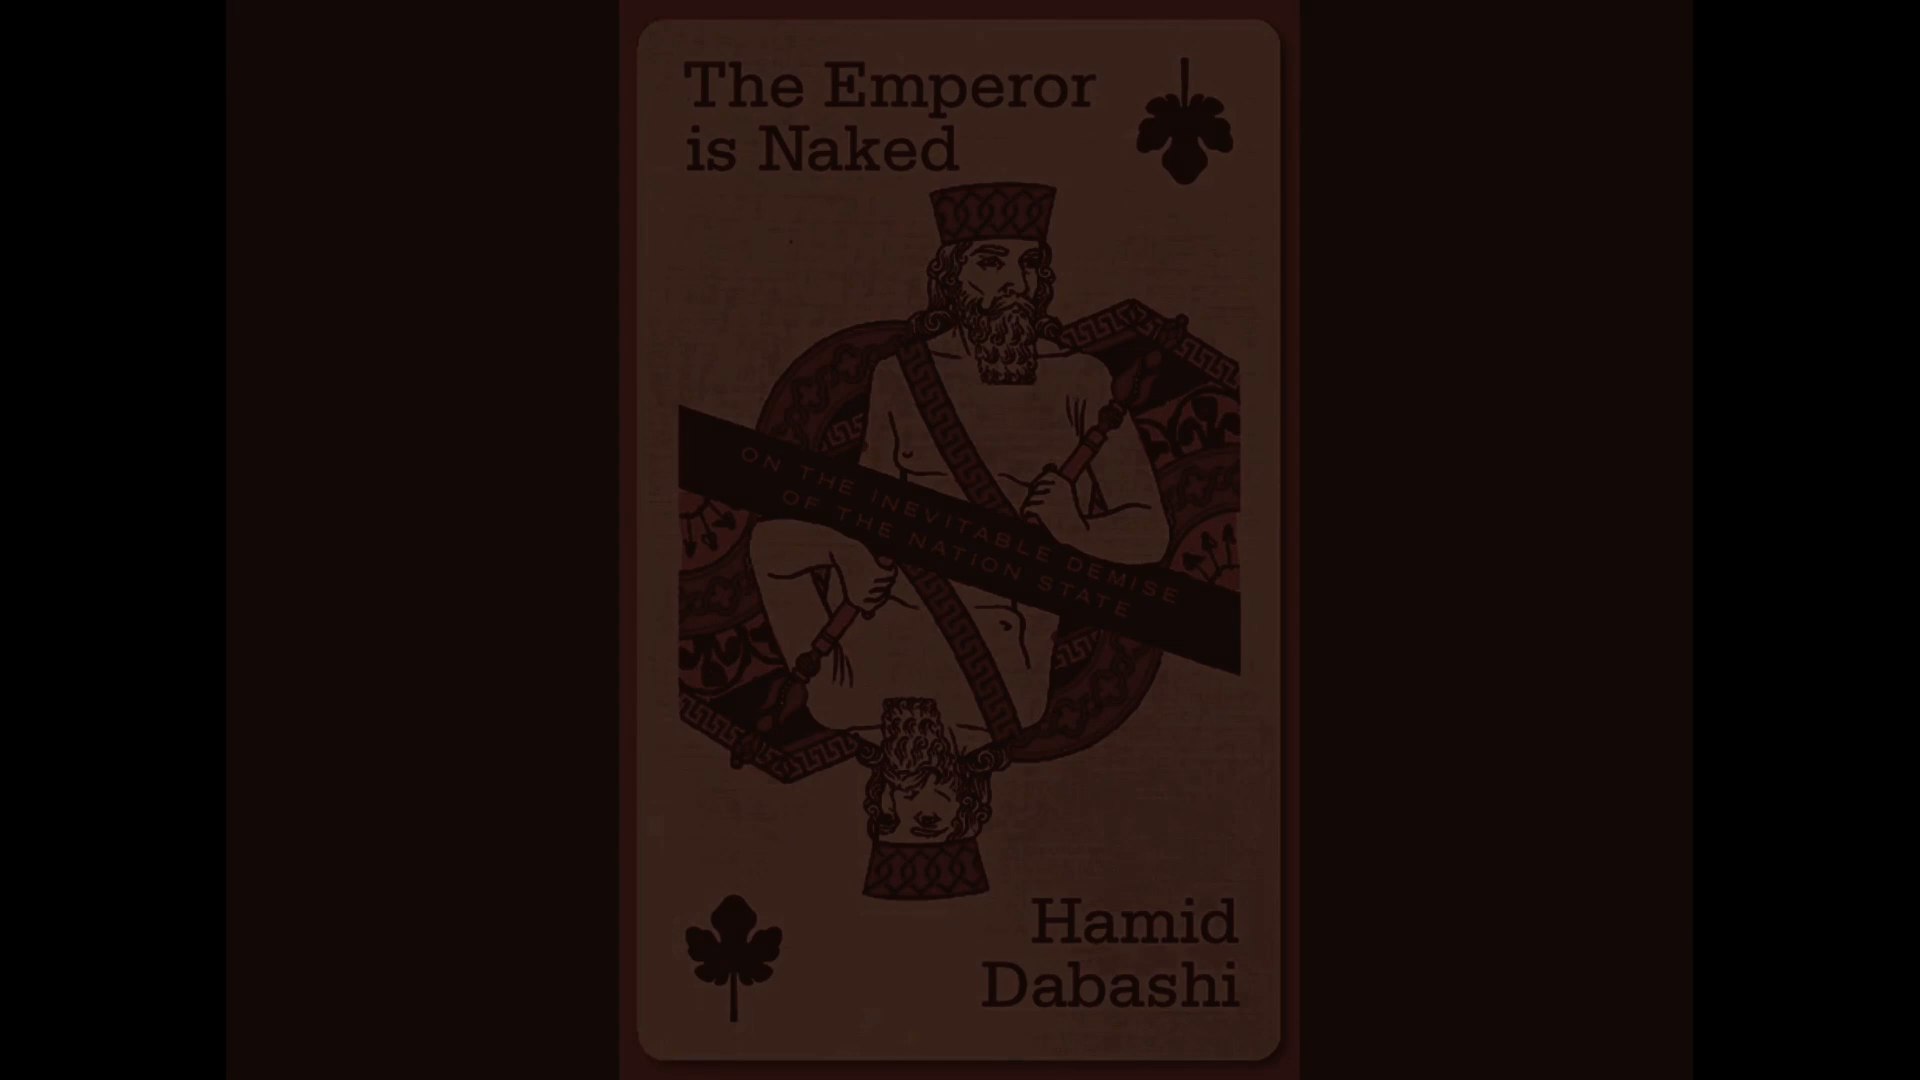 The Emperor
is Naked
ON THE INEVITABLE DEMISE
OF THE NATION STATE
Hamid
Dabashi